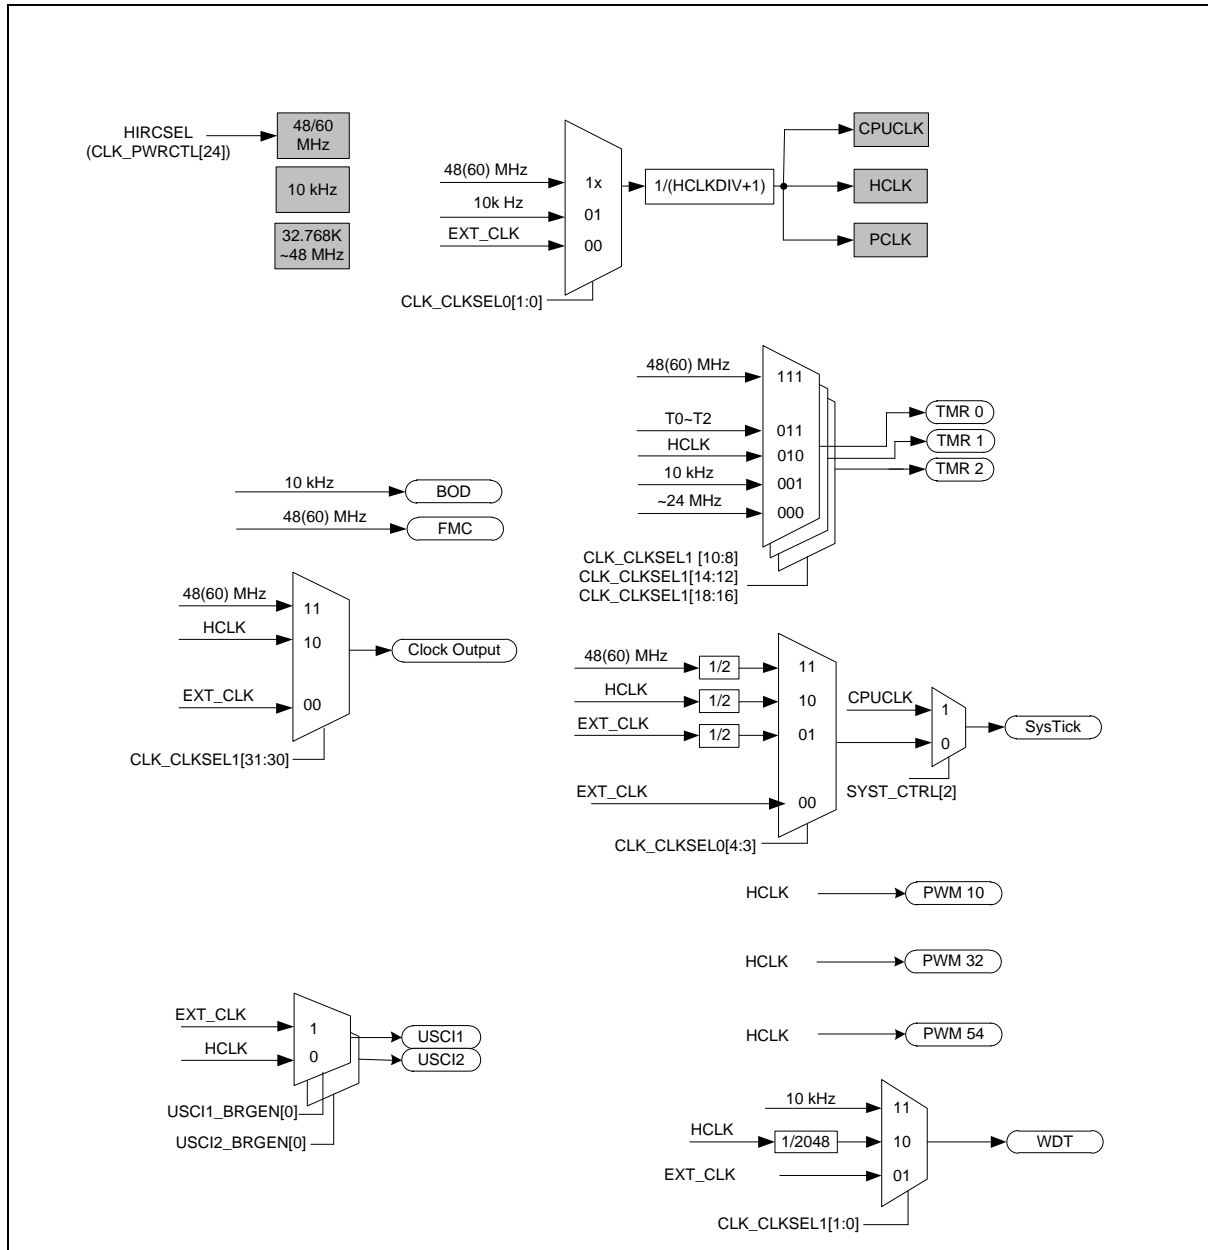 HIRCSEL
(CLK_PWRCTL[24])
48/60
MHz
10 kHz
32.768K
~48 MHz
48(60) MHz
10k Hz
EXT_CLK
1x
01
00
CLK_CLKSEL0[1:0]
1/(HCLKDIV+1)
CPUCLK
HCLK
PCLK
48(60) MHz
T0~T2
HCLK
10 kHz
~24 MHz
111
011
010
001
000
TMR 0
TMR 1
TMR 2
CLK_CLKSEL1 [10:8]
CLK_CLKSEL1[14:12]
CLK_CLKSEL1[18:16]
10 kHz
BOD
48(60) MHz
FMC
48(60) MHz
HCLK
EXT_CLK
11
10
00
Clock Output
CLK_CLKSEL1[31:30]
48(60) MHz
1/2
HCLK
1/2
EXT_CLK
1/2
EXT_CLK
11
10
01
00
CLK_CLKSEL0[4:3]
CPUCLK
1
0
SysTick
SYST_CTRL[2]
HCLK
PWM 10
HCLK
PWM 32
HCLK
PWM 54
EXT_CLK
HCLK
1
0
USCI1
USCI2
USCI1_BRGEN[0]
USCI2_BRGEN[0]
10 kHz
HCLK
1/2048
EXT_CLK
11
10
01
WDT
CLK_CLKSEL1[1:0]